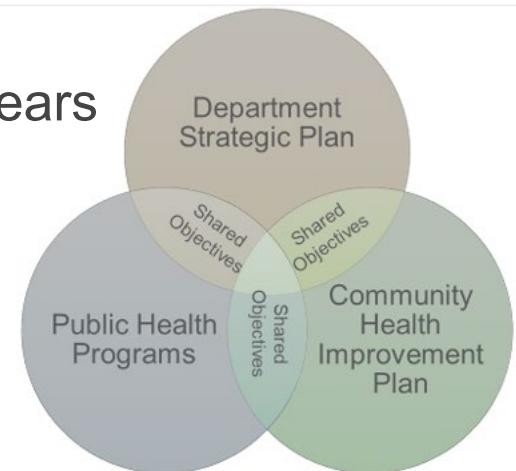 ears
Department
Strategic Plan
Shared
Objectives
Shared
Objectives
Public Health
Programs
Shared
Objectives
Community
Health
Improvement
Plan